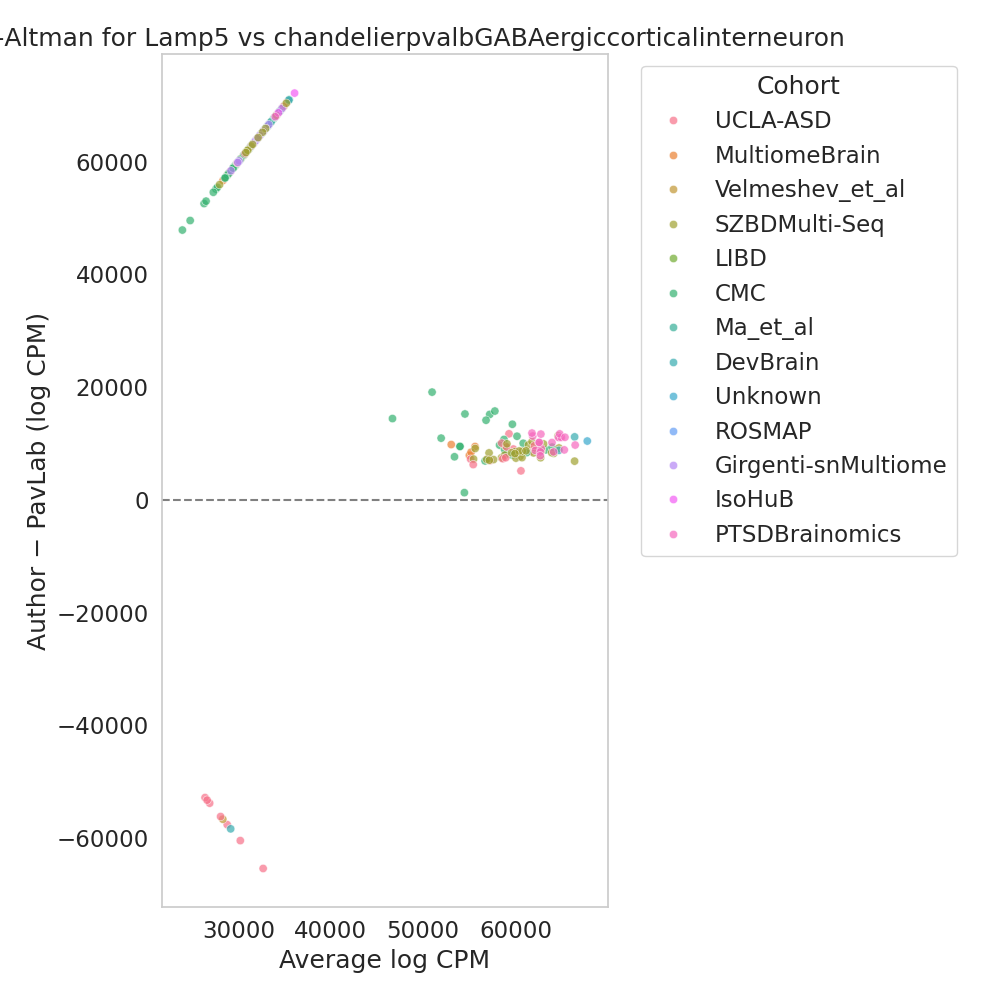 -Altman for Lamp5 vs chandelierpvalbGABAergiccorticalinterneuron
Cohort
UCLA-ASD
MultiomeBrain
Velmeshev_et_al
SZBDMulti-Seq
LIBD
CMC
Ma_et_al
DevBrain
Unknown
ROSMAP
Girgenti-snMultiome
IsoHuB
PTSDBrainomics
Author − PavLab (log CPM)
60000
40000
20000
0
−20000
−40000
−60000
30000 40000 50000 60000
Average log CPM